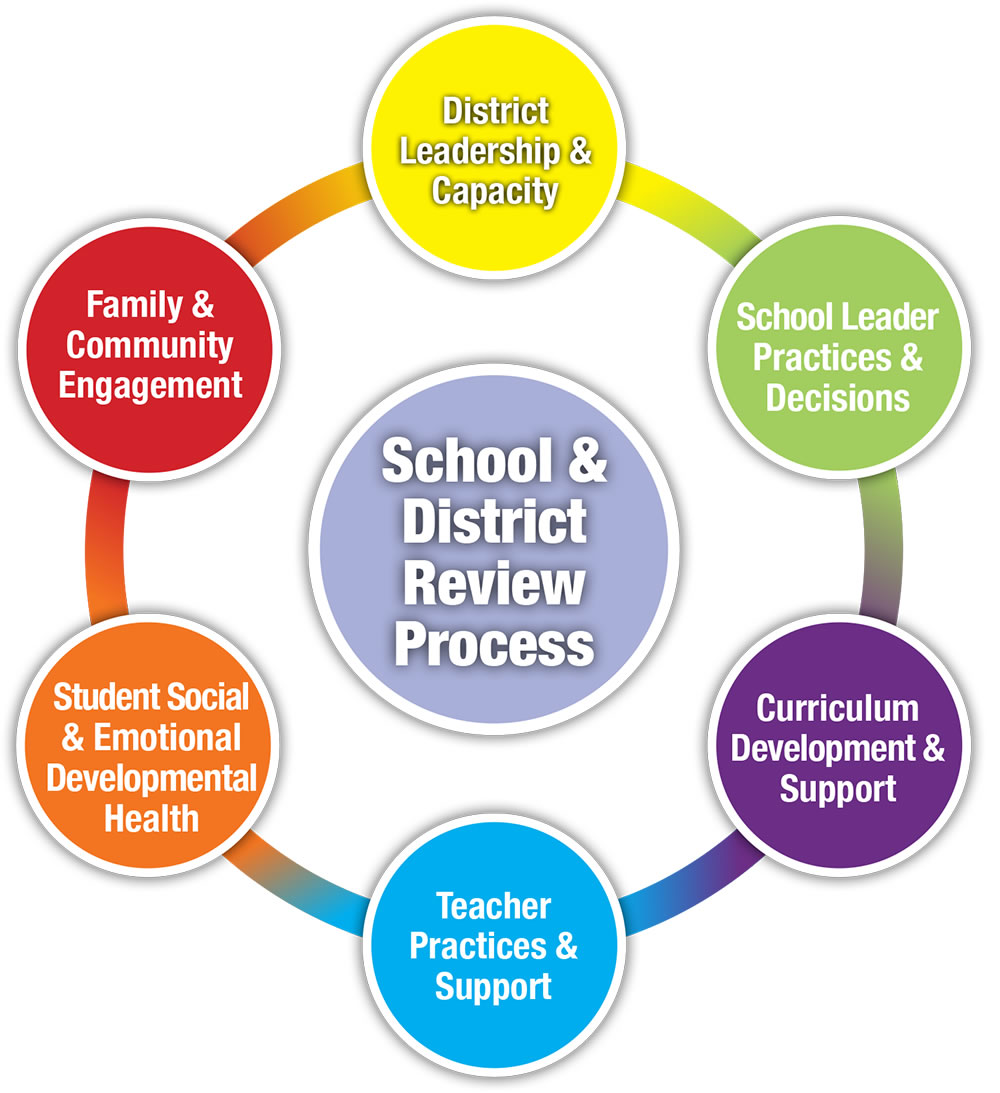 District
Leadership &
Capacity
School Leader
Practices &
Decisions
Curriculum
Development &
Support
Teacher
Practices &
Support
Student Social
& Emotional
Developmental
Health
Family &
Community
Engagement
School &
District
Review
Process